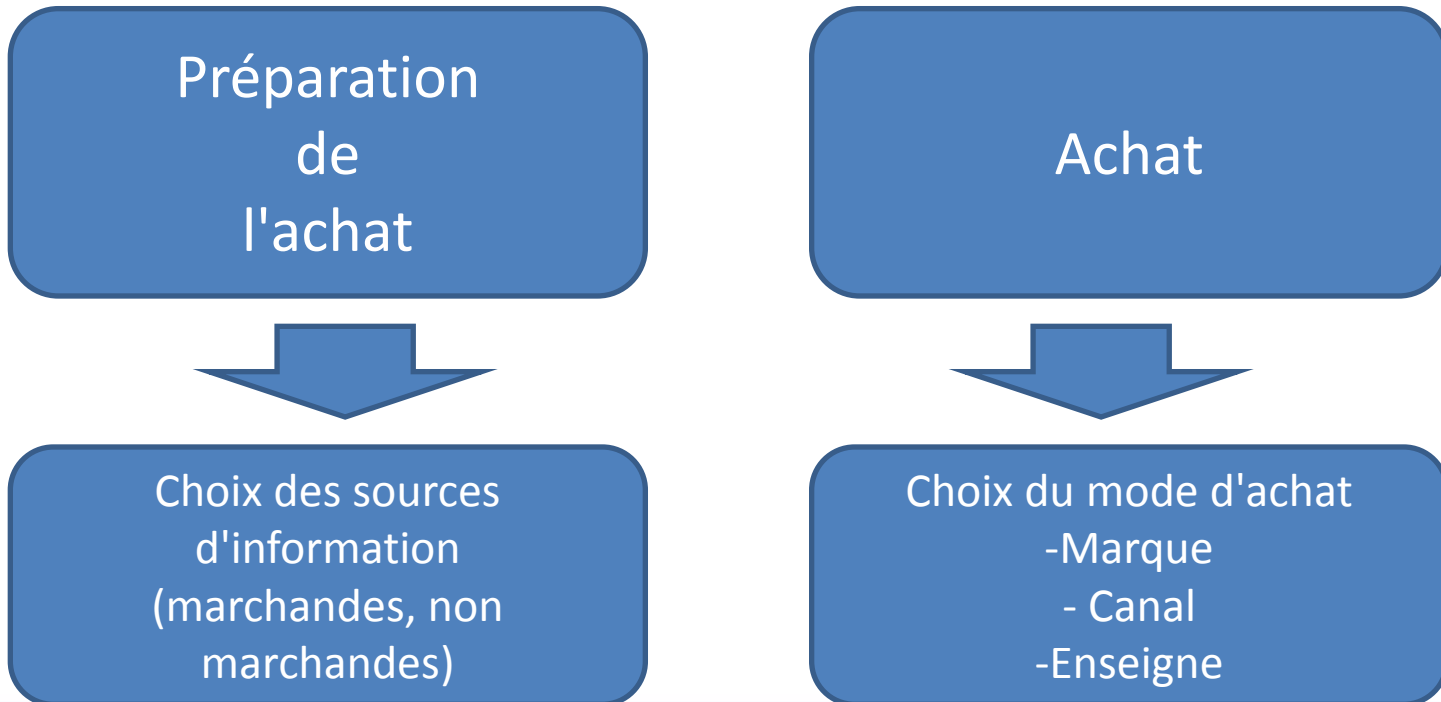 Préparation
de
l'achat
Achat
Choix des sources
d'information
(marchandes, non
marchandes)
Choix du mode d'achat
-Marque
- Canal
-Enseigne